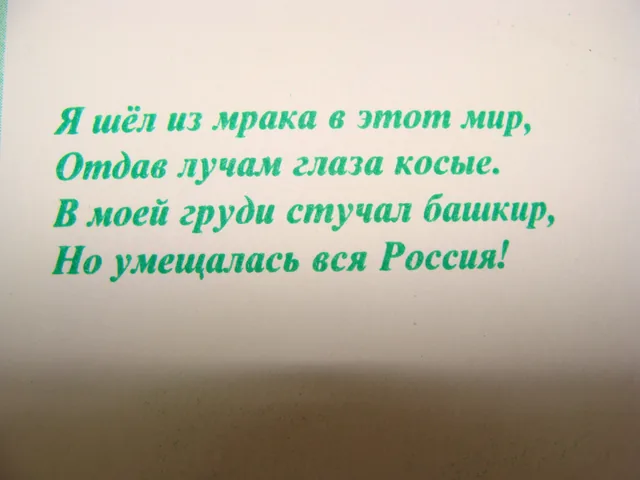 Я шёл из мрака в этот мир,
Отдав лучам глаза косые.
В моей груди стучал башкир,
Но умещалась вся Россия!